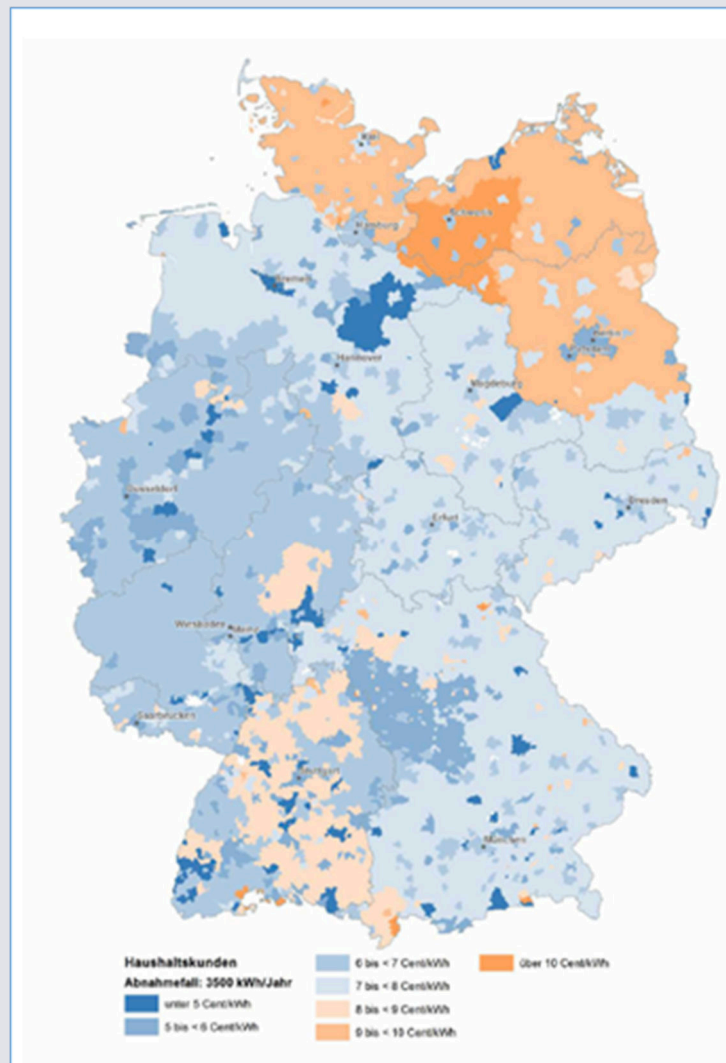 Kiel
Schwerin
Hamburg
Bremen
Berlin
Potsdam
Hannover
Magdeburg
Düsseldorf
Erfurt
Dresden
Wiesbaden
Mainz
Saarbrücken
Stuttgart
München
Haushaltskunden
Abnahmefall: 3500 kWh/Jahr
unter 5 Cent/kWh
5 bis < 6 Cent/kWh
6 bis < 7 Cent/kWh
7 bis < 8 Cent/kWh
8 bis < 9 Cent/kWh
9 bis < 10 Cent/kWh
über 10 Cent/kWh